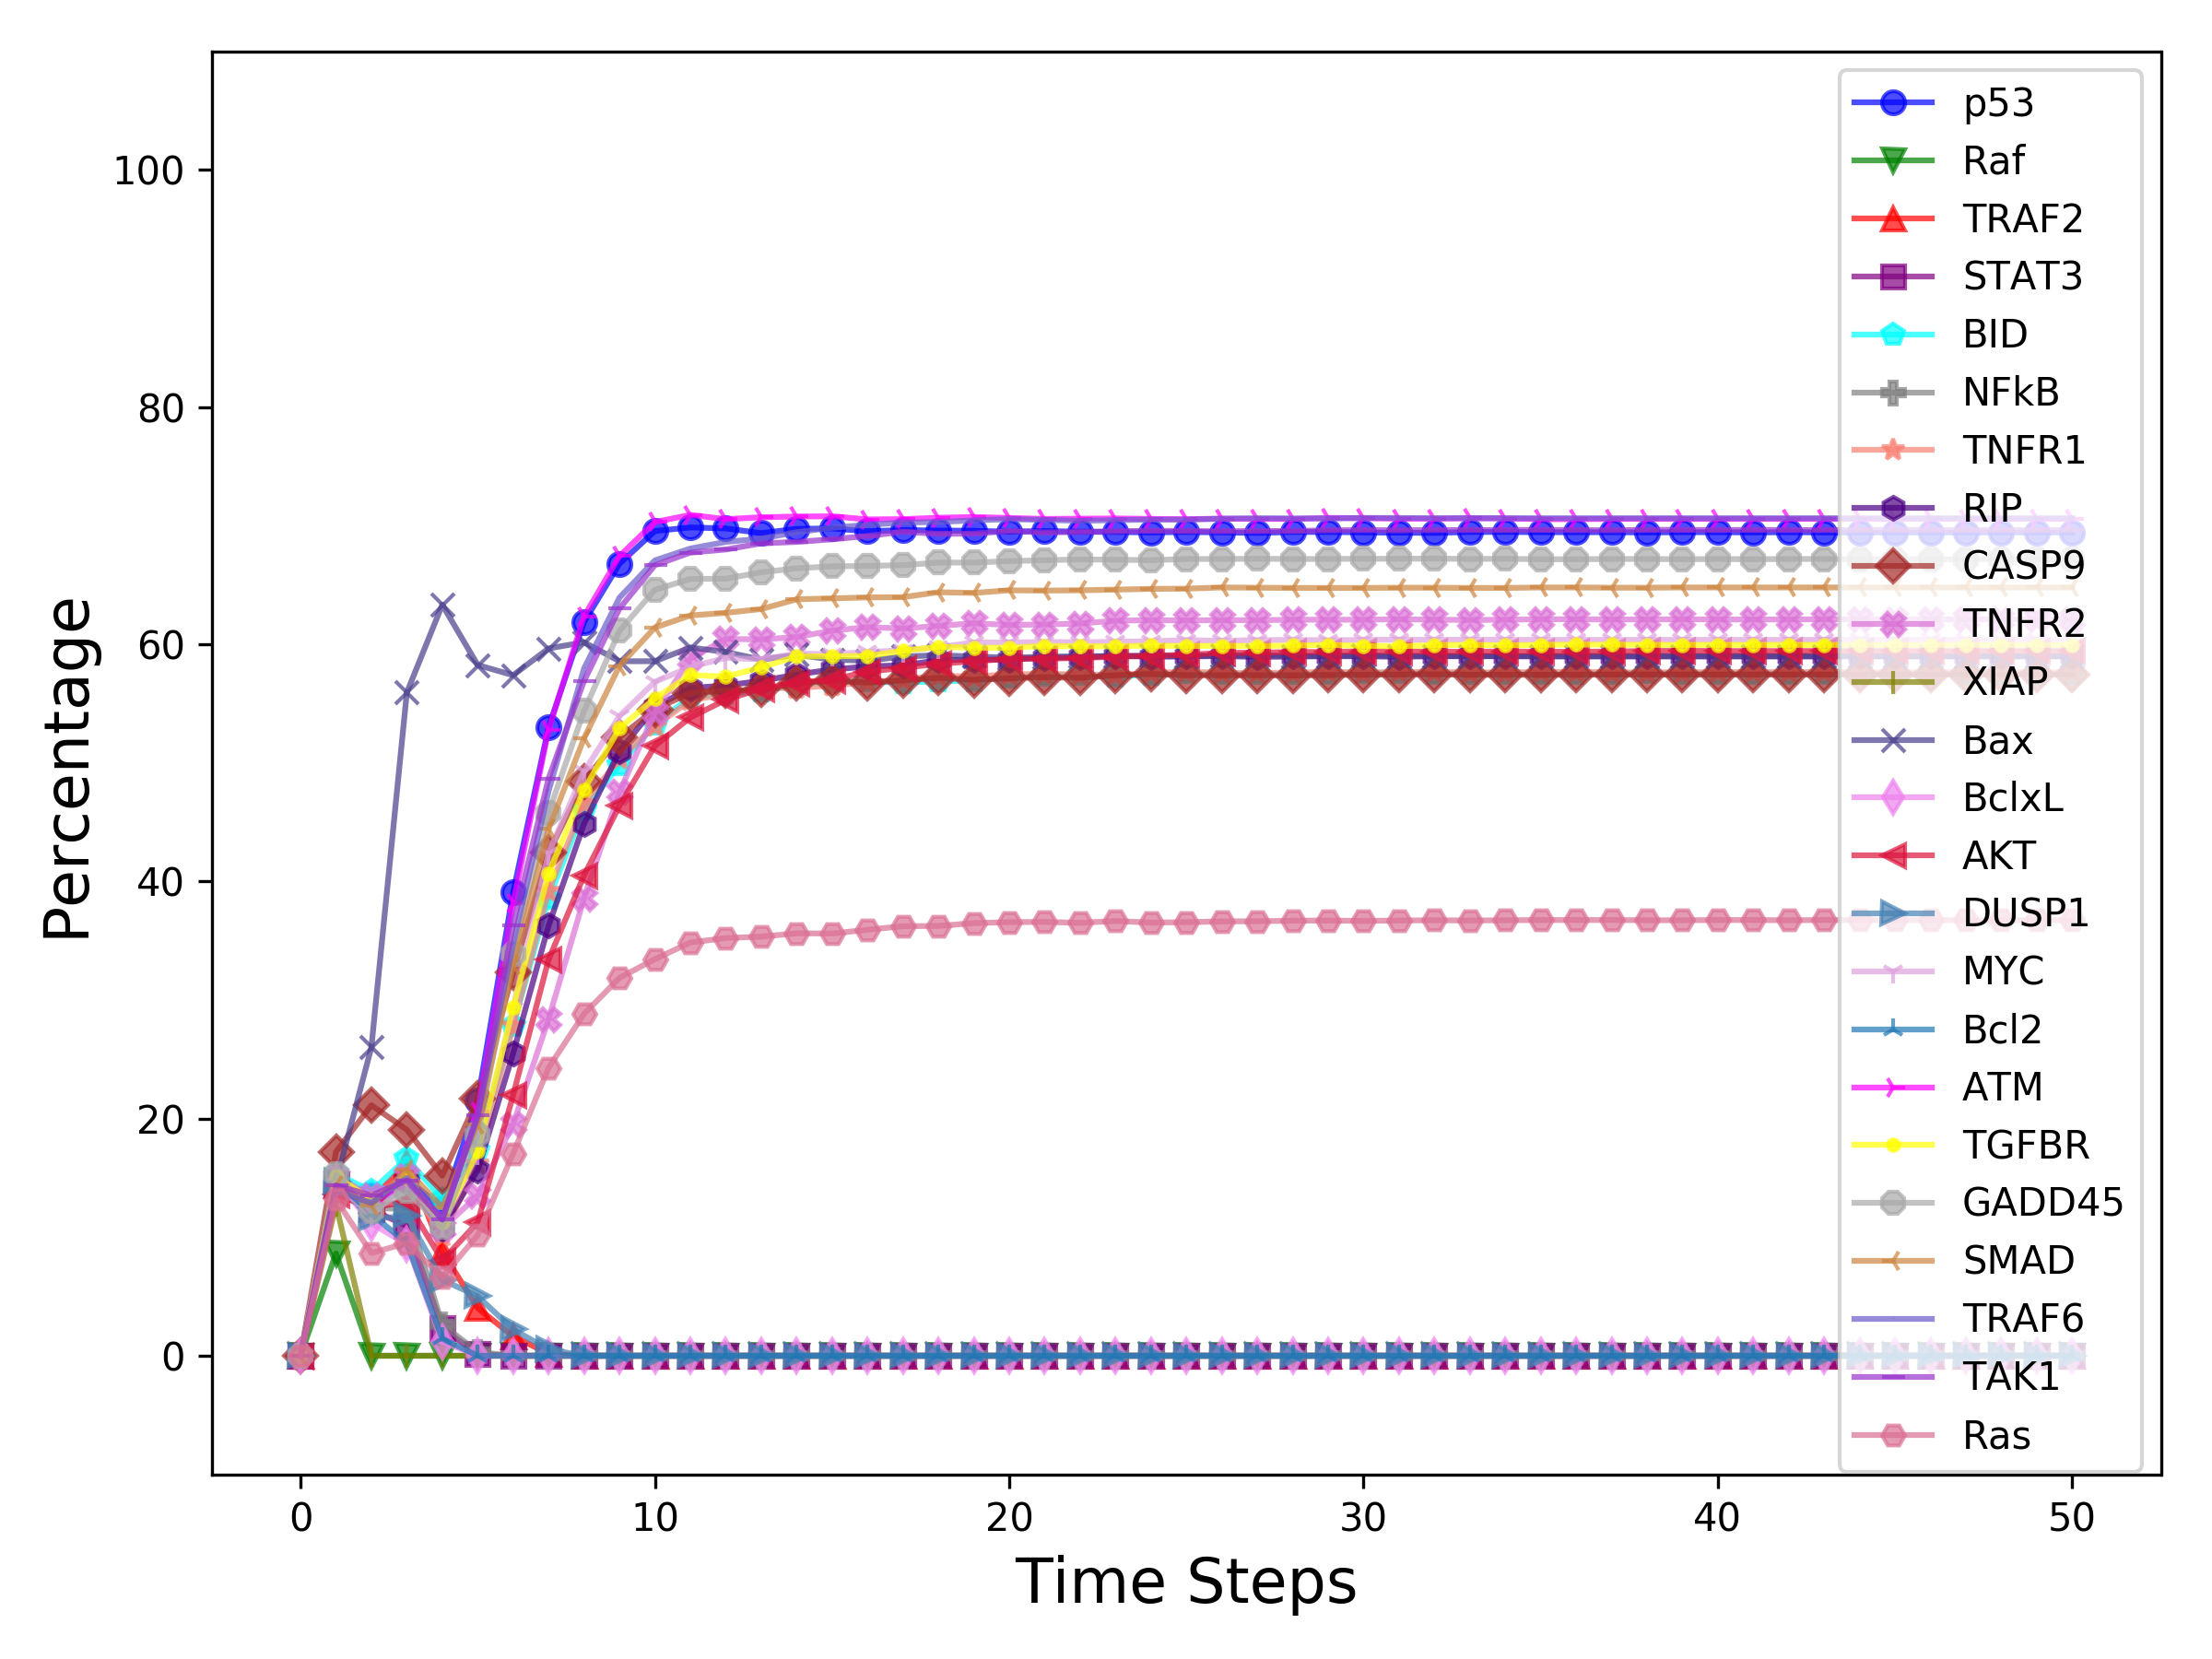 Percentage
100
80
60
40
20
0
0 10 20 30 40 50
Time Steps
p53
Raf
TRAF2
STAT3
BID
NFkB
TNFR1
RIP
CASP9
TNFR2
XIAP
Bax
BclxL
AKT
DUSP1
MYC
Bcl2
ATM
TGFBR
GADD45
SMAD
TRAF6
TAK1
Ras